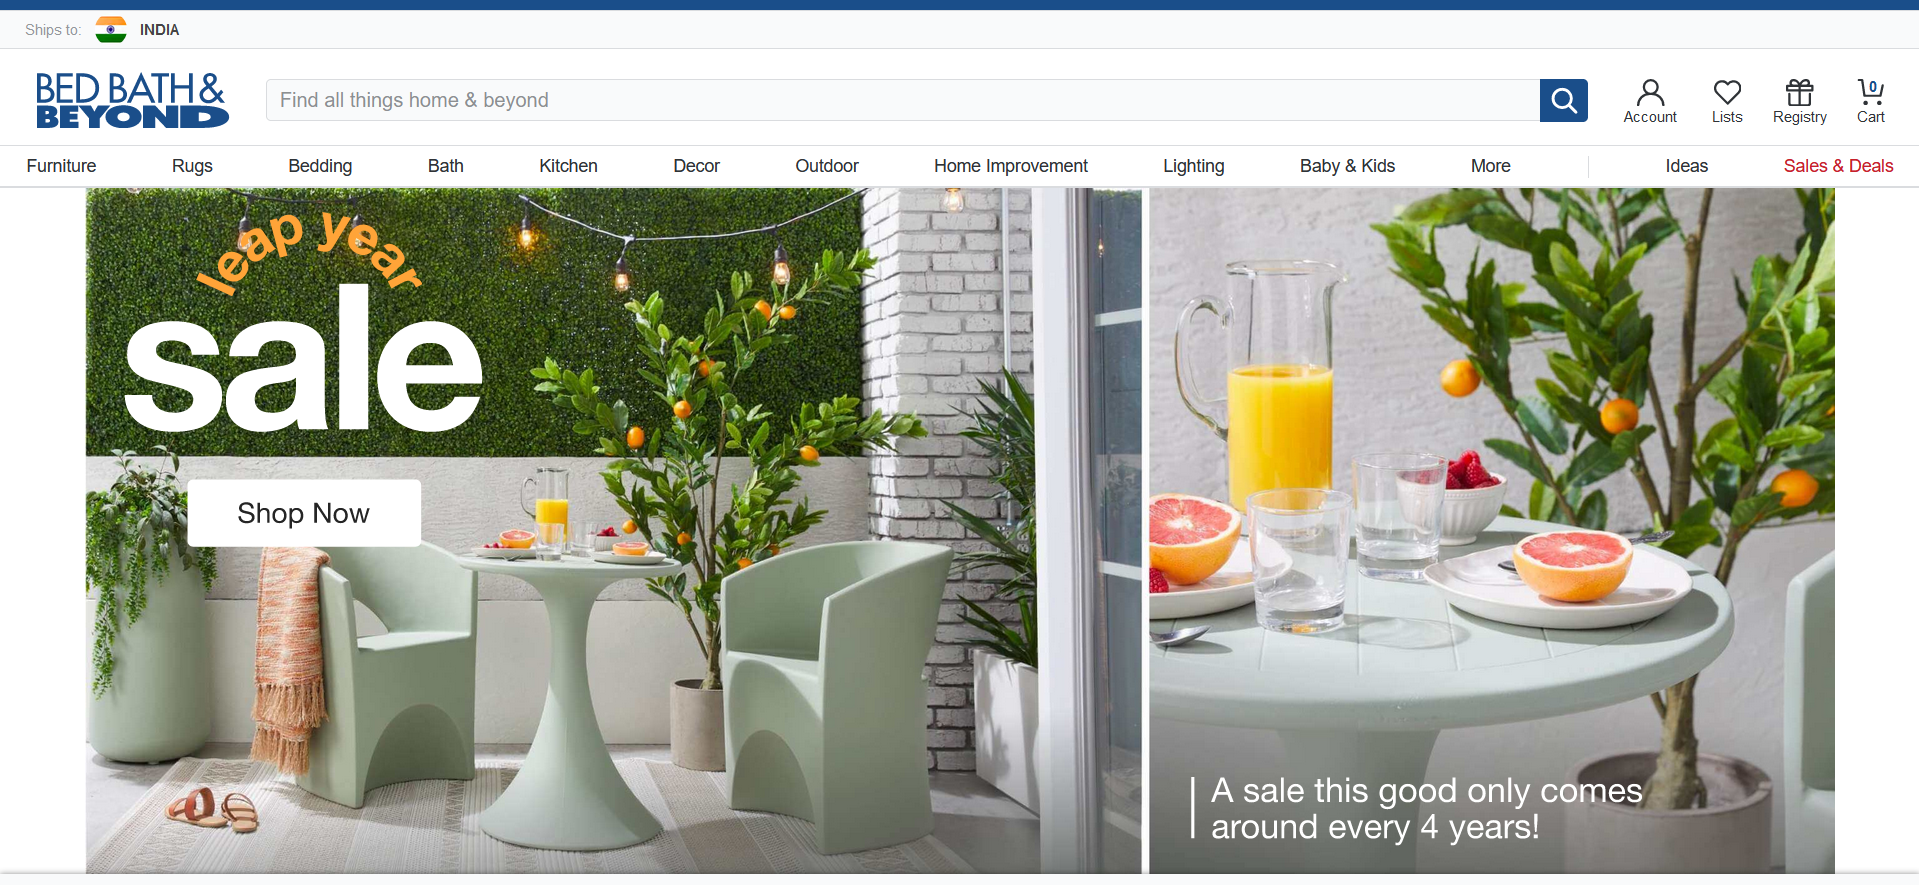 Ships to: INDIA
BED BATH &
BEYOND
Find all things home & beyond
Account
Lists
Registry
0
Cart
Furniture
Rugs
Bedding
Bath
Kitchen
Decor
Outdoor
Home Improvement
Lighting
Baby & Kids
More
Ideas
Sales & Deals
leap year
sale
Shop Now
A sale this good only comes
around every 4 years!